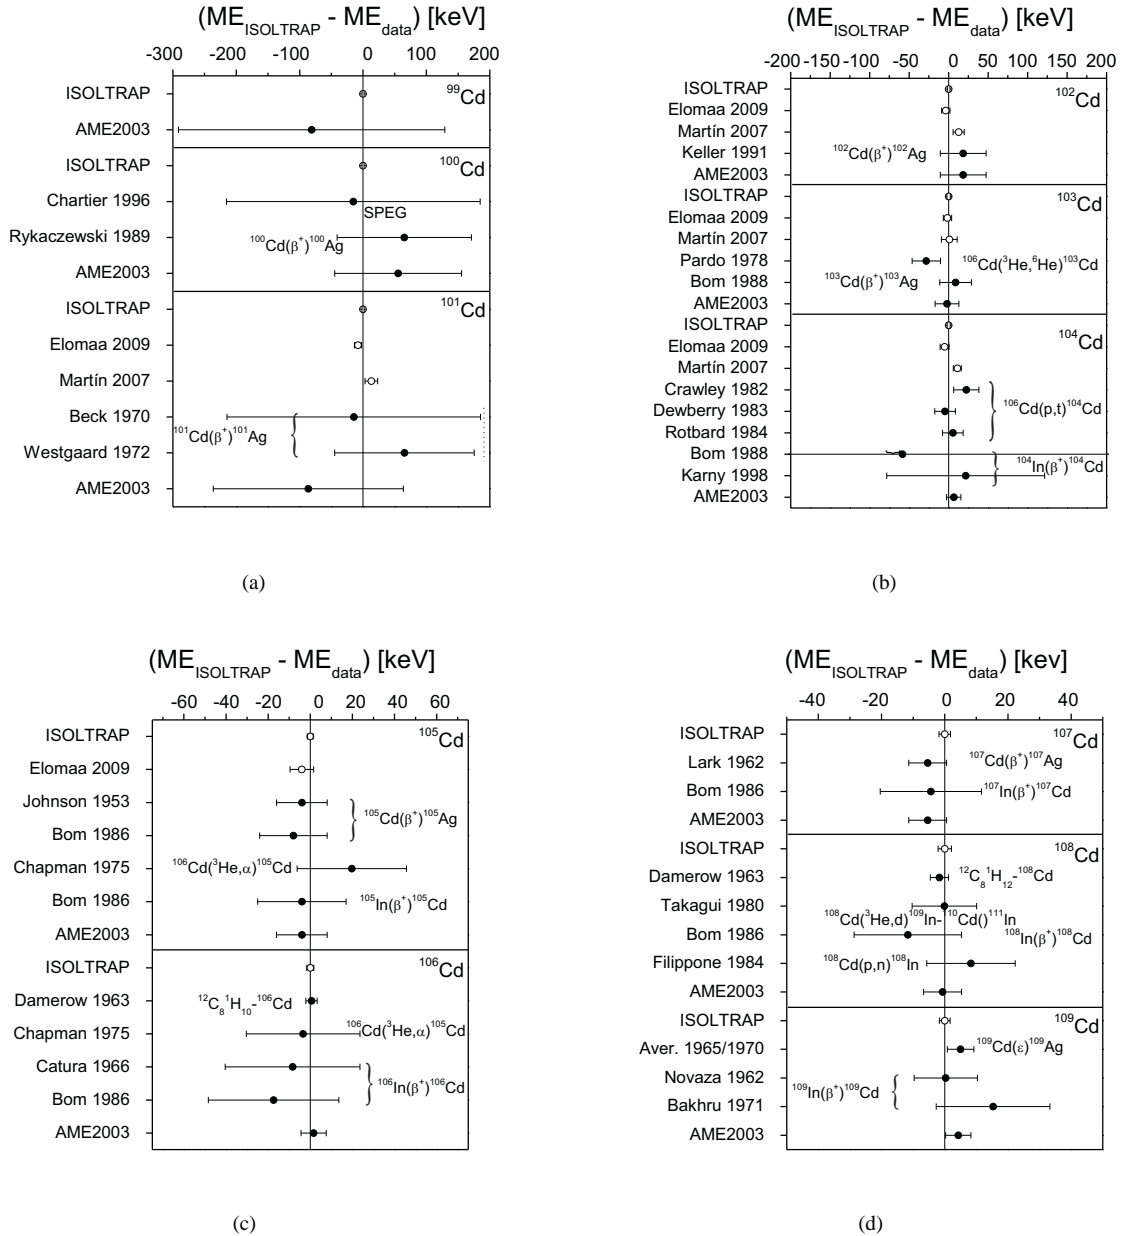 (ME_ISOLTRAP - ME_data) [keV]
-300 -200 -100 0 100 200
ISOLTRAP
⁹⁹Cd
AME2003
ISOLTRAP
¹⁰⁰Cd
Chartier 1996
SPEG
Rykaczewski 1989
¹⁰⁰Cd(β⁺)¹⁰⁰Ag
AME2003
ISOLTRAP
¹⁰¹Cd
Elomaa 2009
Martín 2007
Beck 1970
¹⁰¹Cd(β⁺)¹⁰¹Ag
Westgaard 1972
AME2003
(a)
(ME_ISOLTRAP - ME_data) [keV]
-200 -150 -100 -50 0 50 100 150 200
ISOLTRAP
¹⁰²Cd
Elomaa 2009
Martín 2007
Keller 1991
¹⁰²Cd(β⁺)¹⁰²Ag
AME2003
ISOLTRAP
¹⁰³Cd
Elomaa 2009
Martín 2007
Pardo 1978
¹⁰⁶Cd(³He,⁶He)¹⁰³Cd
Bom 1988
¹⁰³Cd(β⁺)¹⁰³Ag
AME2003
ISOLTRAP
¹⁰⁴Cd
Elomaa 2009
Martín 2007
Crawley 1982
Dewberry 1983
¹⁰⁶Cd(p,t)¹⁰⁴Cd
Rotbard 1984
Bom 1988
¹⁰⁴In(β⁺)¹⁰⁴Cd
Karny 1998
AME2003
(b)
(ME_ISOLTRAP - ME_data) [keV]
-60 -40 -20 0 20 40 60
ISOLTRAP
¹⁰⁵Cd
Elomaa 2009
Johnson 1953
¹⁰⁵Cd(β⁺)¹⁰⁵Ag
Bom 1986
Chapman 1975
¹⁰⁶Cd(³He,α)¹⁰⁵Cd
Bom 1986
¹⁰⁵In(β⁺)¹⁰⁵Cd
AME2003
ISOLTRAP
¹⁰⁶Cd
Damerow 1963
¹²C₈¹H₁₀-¹⁰⁶Cd
Chapman 1975
¹⁰⁶Cd(³He,α)¹⁰⁵Cd
Catura 1966
¹⁰⁶In(β⁺)¹⁰⁶Cd
Bom 1986
AME2003
(c)
(ME_ISOLTRAP - ME_data) [kev]
-40 -20 0 20 40
ISOLTRAP
¹⁰⁷Cd
Lark 1962
¹⁰⁷Cd(β⁺)¹⁰⁷Ag
Bom 1986
¹⁰⁷In(β⁺)¹⁰⁷Cd
AME2003
ISOLTRAP
¹⁰⁸Cd
Damerow 1963
¹²C₈¹H₁₂-¹⁰⁸Cd
Takagui 1980
¹⁰⁸Cd(³He,d)¹⁰⁹In-¹¹⁰Cd()¹¹¹In
Bom 1986
¹⁰⁸In(β⁺)¹⁰⁸Cd
Filippone 1984
¹⁰⁸Cd(p,n)¹⁰⁸In
AME2003
ISOLTRAP
¹⁰⁹Cd
Aver. 1965/1970
¹⁰⁹Cd(ε)¹⁰⁹Ag
Novaza 1962
¹⁰⁹In(β⁺)¹⁰⁹Cd
Bakhru 1971
AME2003
(d)